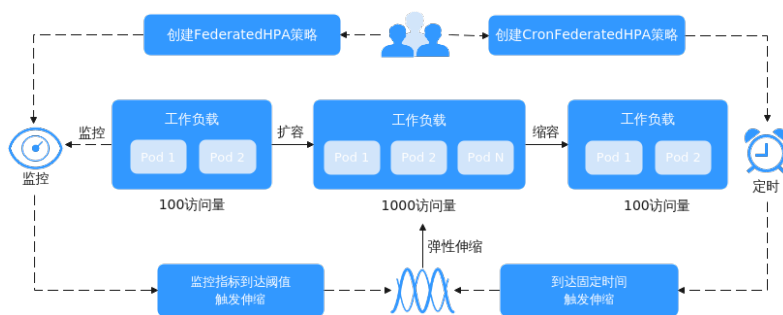 创建FederatedHPA策略
创建CronFederatedHPA策略
工作负载
Pod 1
Pod 2
工作负载
Pod 1
Pod 2
Pod N
工作负载
Pod 1
Pod 2
监控
扩容
缩容
监控
定时
100访问量
1000访问量
100访问量
弹性伸缩
监控指标到达阈值
触发伸缩
到达固定时间
触发伸缩